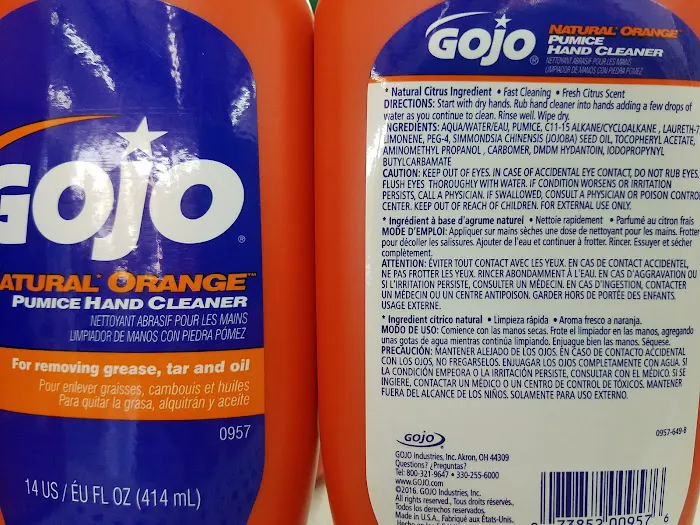 GOJO
®
NATURAL* ORANGE™
PUMICE HAND CLEANER
NETTOYANT ABRASIF POUR LES MAINS
LIMPIADOR DE MANOS CON PIEDRA PÓMEZ
For removing grease, tar and oil
Pour enlever graisses, cambouis et huiles
Para quitar la grasa, alquitrán y aceite
0957
14 US / ÉU FL OZ (414 mL)
GOJO
®
NATURAL ORANGE™
PUMICE
HAND CLEANER
NETTOYANT ABRASIF POUR LES MAINS
LIMPIADOR DE MANOS CON PIEDRA PÓMEZ
* Natural Citrus Ingredient • Fast Cleaning • Fresh Citrus Scent
DIRECTIONS: Start with dry hands. Rub hand cleaner into hands adding a few drops of
water as you continue to clean. Rinse well. Wipe dry.
INGREDIENTS: AQUA/WATER/EAU, PUMICE, C11-15 ALKANE/CYCLOALKANE , LAURETH-7
LIMONENE, PEG-4, SIMMONDSIA CHINENSIS (JOJOBA) SEED OIL, TOCOPHERYL ACETATE,
AMINOMETHYL PROPANOL , CARBOMER, DMDM HYDANTOIN, IODOPROPYNYL
BUTYLCARBAMATE
CAUTION: KEEP OUT OF EYES. IN CASE OF ACCIDENTAL EYE CONTACT, DO NOT RUB EYES.
FLUSH EYES THOROUGHLY WITH WATER. IF CONDITION WORSENS OR IRRITATION
PERSISTS, CALL A PHYSICIAN. IF SWALLOWED, CONSULT A PHYSICIAN OR POISON CONTROL
CENTER. KEEP OUT OF REACH OF CHILDREN. FOR EXTERNAL USE ONLY.
* Ingrédient à base d'agrume naturel • Nettoie rapidement • Parfumé au citron frais
MODE D'EMPLOI: Appliquer sur mains sèches une dose de nettoyant pour les mains. Frotter
pour décoller les salissures. Ajouter de l'eau et continuer à frotter. Rincer. Essuyer et sécher
complètement.
ATTENTION: ÉVITER TOUT CONTACT AVEC LES YEUX. EN CAS DE CONTACT ACCIDENTEL,
NE PAS FROTTER LES YEUX. RINCER ABONDAMMENT À L'EAU. EN CAS D'AGGRAVATION OU
SI L'IRRITATION PERSISTE, CONSULTER UN MÉDECIN. EN CAS D'INGESTION, CONTACTER
UN MÉDECIN OU UN CENTRE ANTIPOISON. GARDER HORS DE PORTÉE DES ENFANTS.
USAGE EXTERNE.
* Ingredient cítrico natural • Limpieza rápida • Aroma fresco a naranja.
MODO DE USO: Comience con las manos secas. Frote el limpiador en las manos, agregando
unas gotas de agua mientras continúa limpiando. Enjuague bien las manos. Séquese.
PRECAUCIÓN: MANTENER ALEJADO DE LOS OJOS. EN CASO DE CONTACTO ACCIDENTAL
CON LOS OJOS, NO FREGÁRSELOS. ENJUAGAR LOS OJOS COMPLETAMENTE CON AGUA. SI
LA CONDICIÓN EMPEORA O LA IRRITACIÓN PERSISTE, CONSULTAR CON EL MÉDICO. SI SE
INGIERE, CONTACTAR UN MÉDICO O UN CENTRO DE CONTROL DE TÓXICOS. MANTENER
FUERA DEL ALCANCE DE LOS NIÑOS. SOLAMENTE PARA USO EXTERNO.
0957-649-B
GOJO
GOJO Industries, Inc. Akron, OH 44309
Questions? ¿Preguntas?
Tel: 800-321-9647 • 330-255-6000
www.GOJO.com
©2016. GOJO Industries, Inc.
All rights reserved., Tous droits réservés.
Todos los derechos reservados.
Made in U.S.A., Fabriqué aux États-Unis.